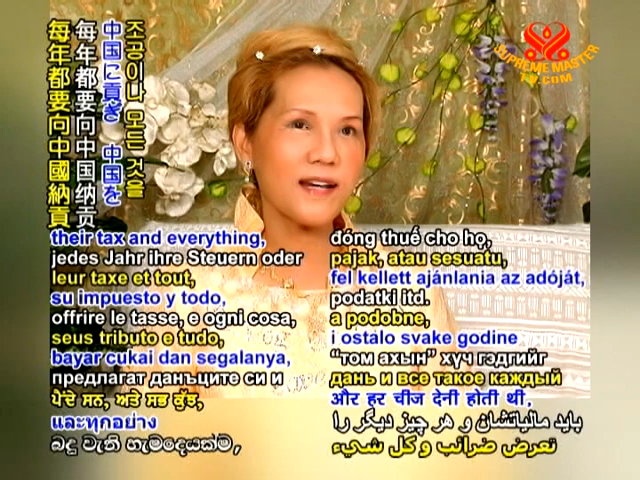 SUPREME MASTER
TV.COM
조공이나 모든 것을
中国に貢ぎ 中国を
每年都要向中国纳贡
每年都要向中國納貢
their tax and everything,
jedes Jahr ihre Steuern oder
leur taxe et tout,
su impuesto y todo,
offrire le tasse, e ogni cosa,
seus tributo e tudo,
bayar cukai dan segalanya,
предлагат данъците си и
ਪੈਂਦੇ ਸਨ, ਅਤੇ ਸਭ ਕੁੱਝ,
และทุกอย่าง
බදු වැනි හැමදෙයක්ම,
đóng thuế cho họ,
pajak, atau sesuatu,
fel kellett ajánlania az adóját,
podatki itd.
a podobne,
i ostalo svake godine
“том ахын” хүч гэдгийг
дань и все такое каждый
और हर चीज देनी होती थी,
باید مالیاتشان و هر چیز دیگر را
تعرض ضرائب و كل شيء